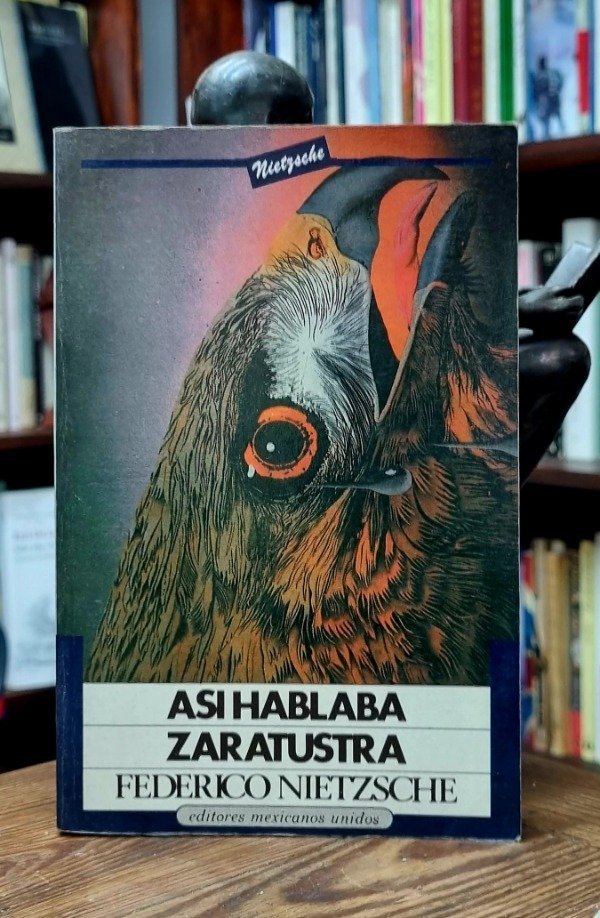 Nietzsche
ASI HABLABA
ZARATUSTRA
FEDERICO NIETZSCHE
editores mexicanos unidos